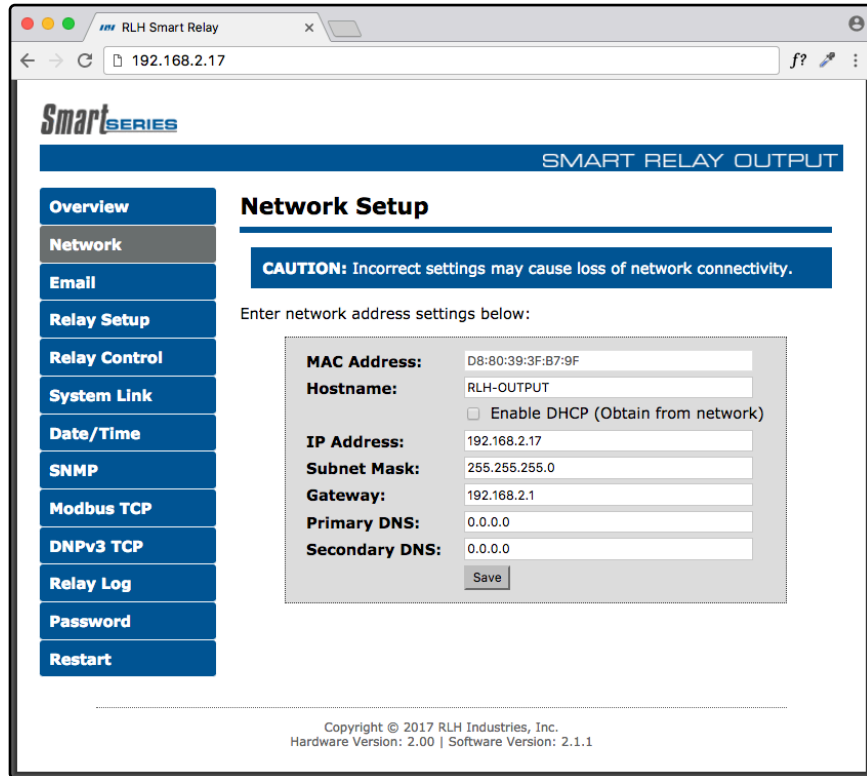 RLH Smart Relay
192.168.2.17
f?
Smart SERIES
SMART RELAY OUTPUT
Overview
Network
Email
Relay Setup
Relay Control
System Link
Date/Time
SNMP
Modbus TCP
DNPv3 TCP
Relay Log
Password
Restart
Network Setup
CAUTION: Incorrect settings may cause loss of network connectivity.
Enter network address settings below:
MAC Address: D8:80:39:3F:B7:9F
Hostname: RLH-OUTPUT
Enable DHCP (Obtain from network)
IP Address: 192.168.2.17
Subnet Mask: 255.255.255.0
Gateway: 192.168.2.1
Primary DNS: 0.0.0.0
Secondary DNS: 0.0.0.0
Save
Copyright © 2017 RLH Industries, Inc.
Hardware Version: 2.00 | Software Version: 2.1.1